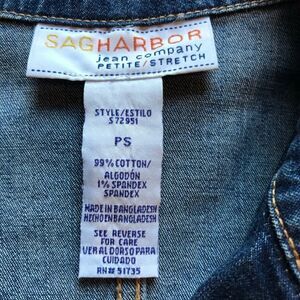 SAGHARBOR
jean company
PETITE/STRETCH
STYLE/ESTILO
S72951
PS
99% COTTON/
ALGODÓN
1% SPANDEX
SPANDEX
MADE IN BANGLADESH
HECHO EN BANGLADESH
SEE REVERSE
FOR CARE
VER AL DORSO PARA
CUIDADO
RN# 51735